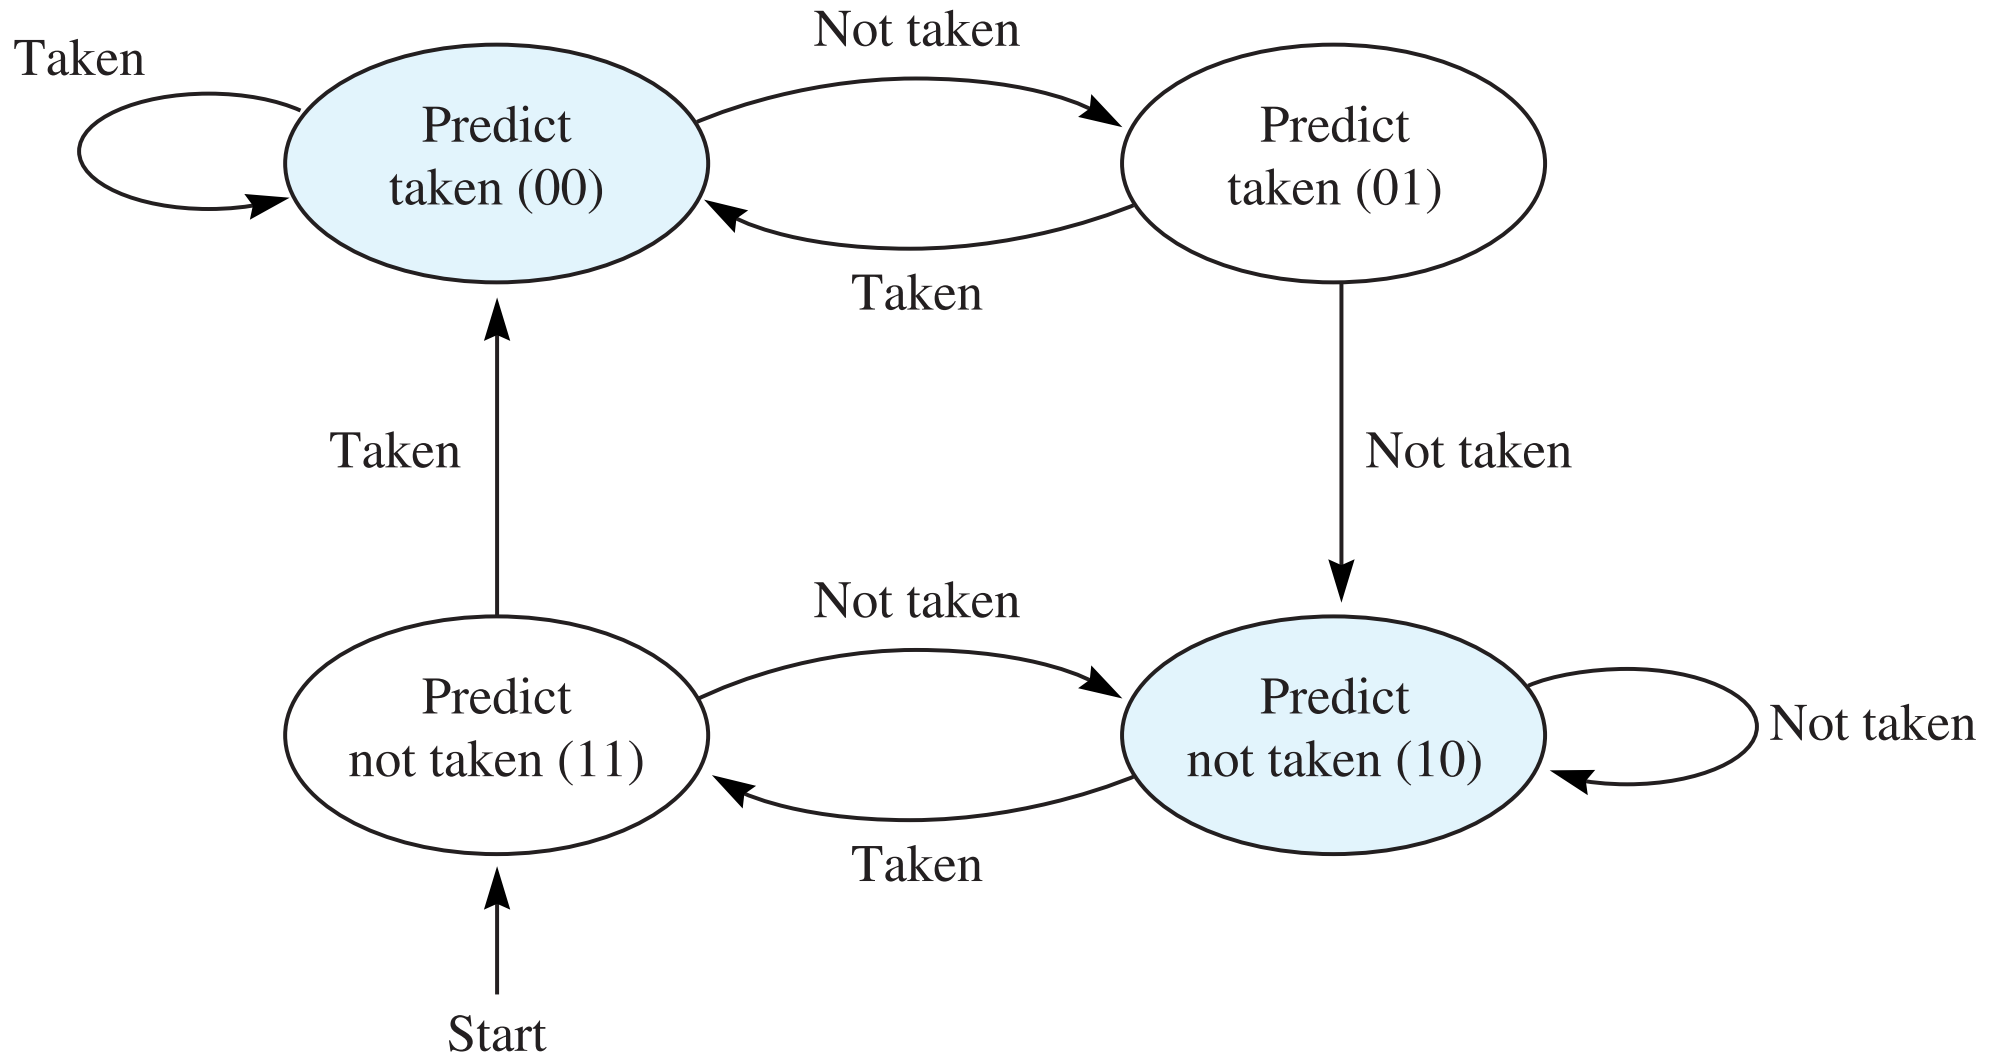 Not taken
Taken
Predict
taken (00)
Predict
taken (01)
Taken
Taken
Not taken
Not taken
Predict
not taken (11)
Predict
not taken (10)
Not taken
Taken
Start